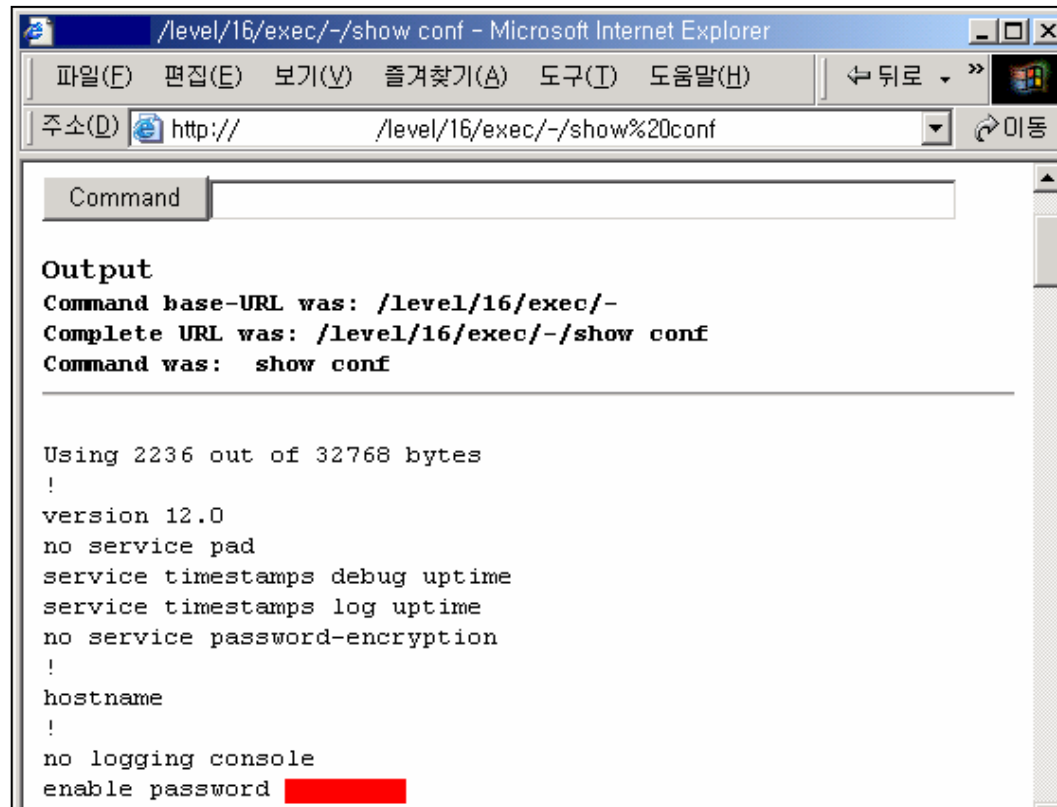 /level/16/exec/-/show conf - Microsoft Internet Explorer
파일(F) 편집(E) 보기(V) 즐겨찾기(A) 도구(T) 도움말(H) 뒤로 »
주소(D) http:// /level/16/exec/-/show%20conf 이동
Command
Output
Command base-URL was: /level/16/exec/-
Complete URL was: /level/16/exec/-/show conf
Command was:  show conf
Using 2236 out of 32768 bytes
!
version 12.0
no service pad
service timestamps debug uptime
service timestamps log uptime
no service password-encryption
!
hostname
!
no logging console
enable password